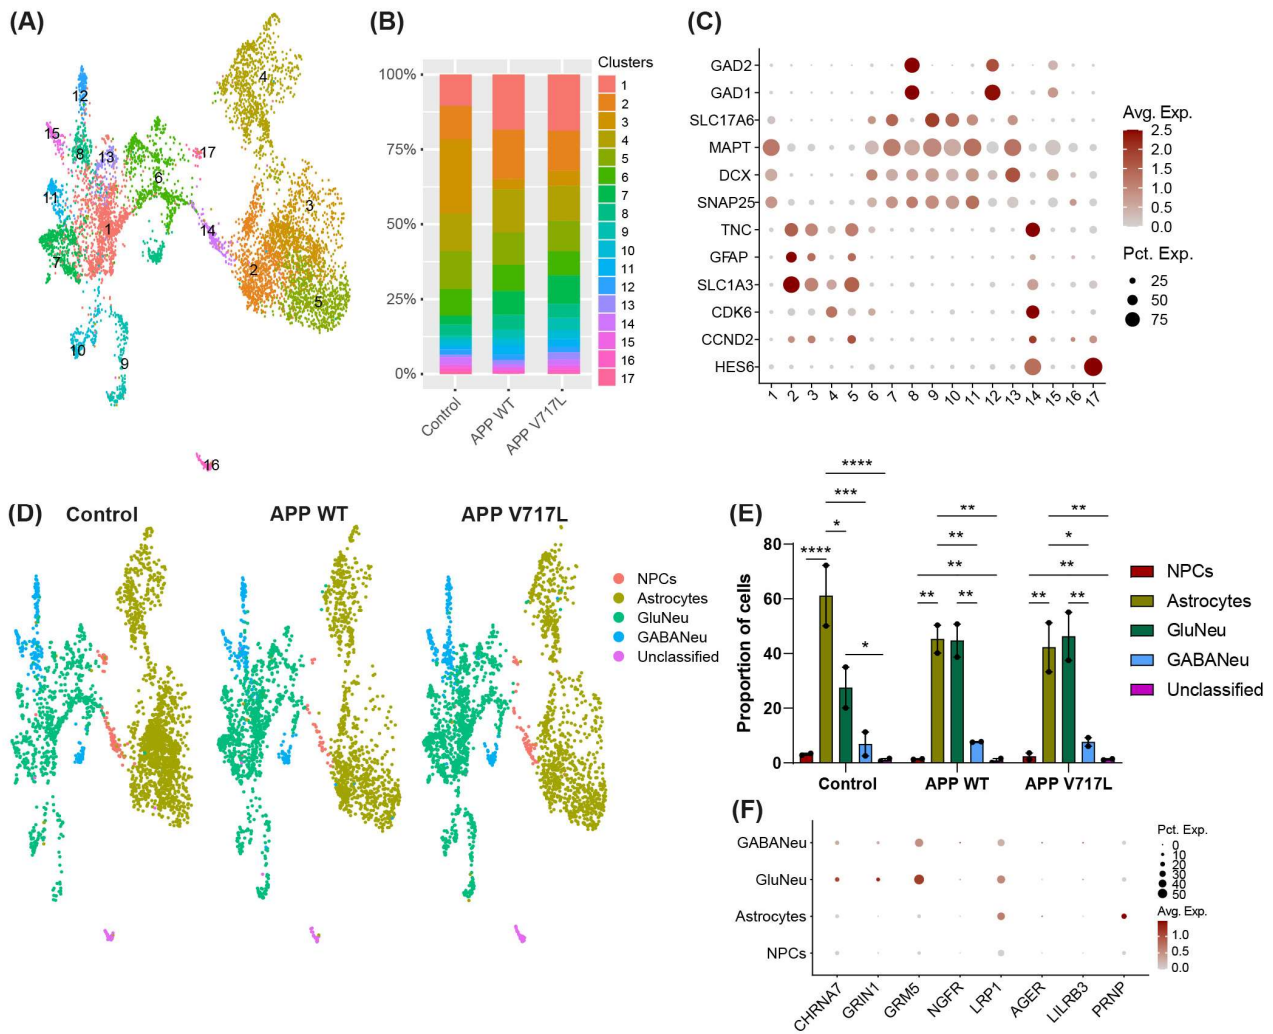 (A)
4
12
15
8
13
17
6
11
3
1
14
7
2
5
10
9
16
(B)
100%
75%
50%
25%
0%
Control
APP WT
APP V717L
Clusters
1
2
3
4
5
6
7
8
9
10
11
12
13
14
15
16
17
(C)
GAD2
GAD1
SLC17A6
MAPT
DCX
SNAP25
TNC
GFAP
SLC1A3
CDK6
CCND2
HES6
1 2 3 4 5 6 7 8 9 10 11 12 13 14 15 16 17
Avg. Exp.
2.5
2.0
1.5
1.0
0.5
0.0
Pct. Exp.
25
50
75
(D)
Control
APP WT
APP V717L
NPCs
Astrocytes
GluNeu
GABANeu
Unclassified
(E)
Proportion of cells
80
60
40
20
0
****
***
*
****
*
**
**
**
** **
**
*
**
** **
Control
APP WT
APP V717L
NPCs
Astrocytes
GluNeu
GABANeu
Unclassified
(F)
GABANeu
GluNeu
Astrocytes
NPCs
CHRNA7
GRIN1
GRM5
NGFR
LRP1
AGER
LILRB3
PRNP
Pct. Exp.
0
10
20
30
40
50
Avg. Exp.
1.0
0.5
0.0